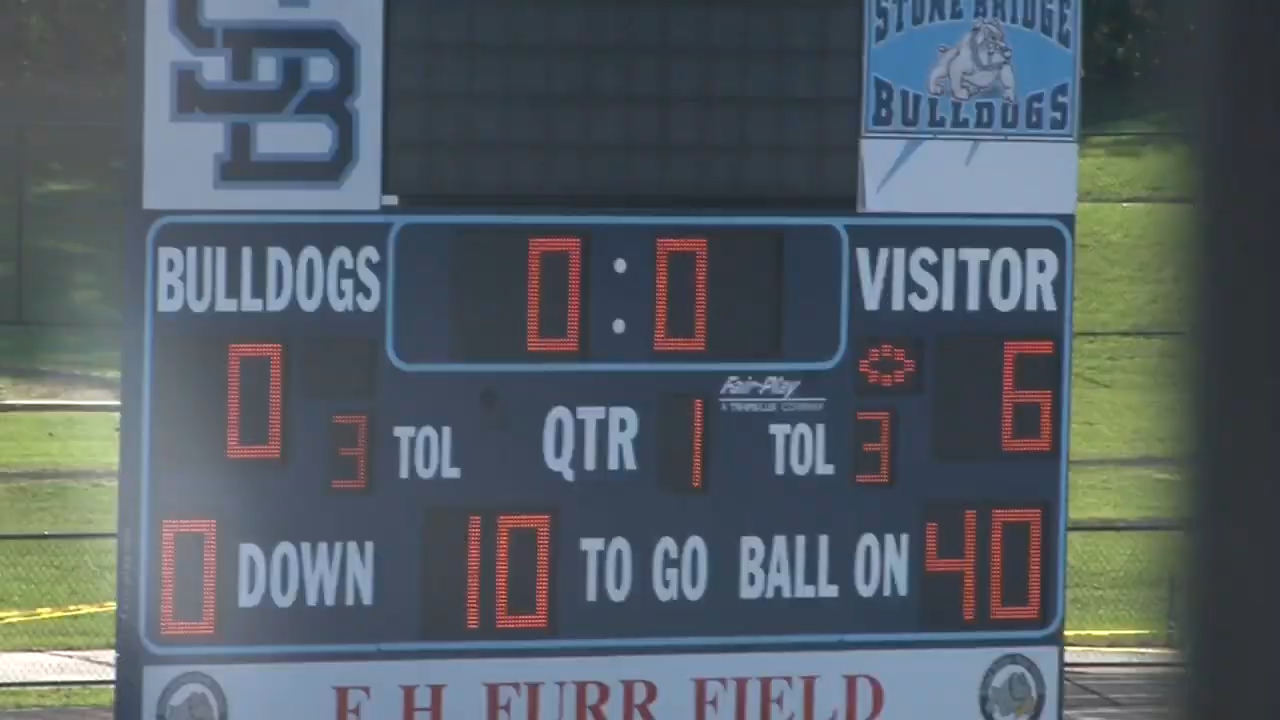 SB
STONE BRIDGE
BULLDOGS
BULLDOGS 0:0 VISITOR
0 6
Fair-Play
3 TOL QTR 1 TOL 3
0 DOWN 10 TO GO BALL ON 40
E.H. FURR FIELD